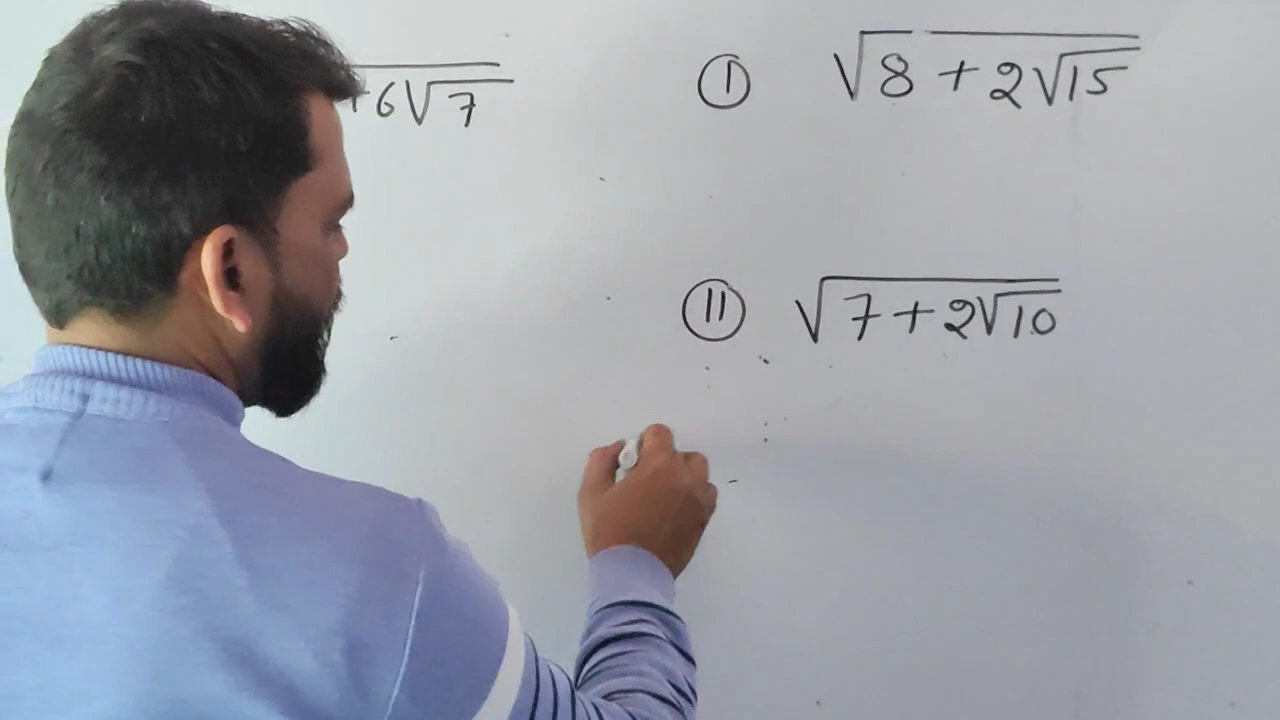 +6√7
① √(8 + 2√15)
⑪ √(7 + 2√10)